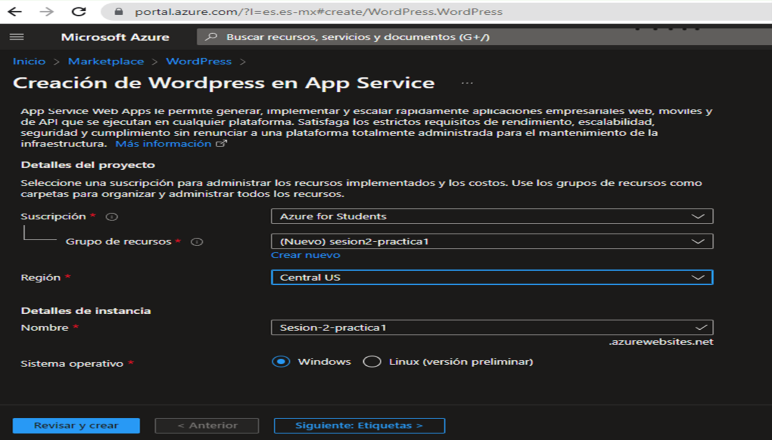 portal.azure.com/?l=es.es-mx#create/WordPress.WordPress
Microsoft Azure
Buscar recursos, servicios y documentos (G+/)
Inicio > Marketplace > WordPress >
Creación de Wordpress en App Service ...
App Service Web Apps le permite generar, implementar y escalar rápidamente aplicaciones empresariales web, móviles y
de API que se ejecutan en cualquier plataforma. Satisfaga los estrictos requisitos de rendimiento, escalabilidad,
seguridad y cumplimiento sin renunciar a una plataforma totalmente administrada para el mantenimiento de la
infraestructura. Más información
Detalles del proyecto
Seleccione una suscripción para administrar los recursos implementados y los costos. Use los grupos de recursos como
carpetas para organizar y administrar todos los recursos.
Suscripción * Azure for Students
Grupo de recursos * (Nuevo) sesion2-practica1
Crear nuevo
Región * Central US
Detalles de instancia
Nombre * Sesion-2-practica1
.azurewebsites.net
Sistema operativo * Windows Linux (versión preliminar)
Revisar y crear < Anterior Siguiente: Etiquetas >